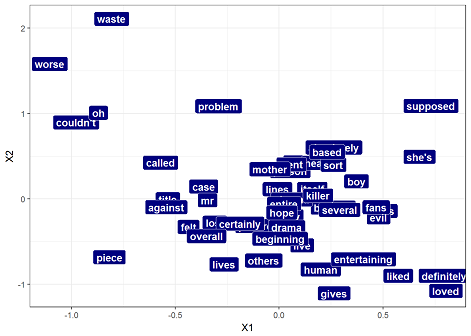 waste
2
worse
problem
supposed
oh
couldn't
1
based
she's
called
sort
mother
boy
case
lines
killer
mr
against
hope
several
fans
0
certainly
drama
evil
felt
overall
beginning
piece
lives
others
entertaining
human
liked
definitely
-1
gives
loved
-1.0
-0.5
0.0
0.5
X1
X2